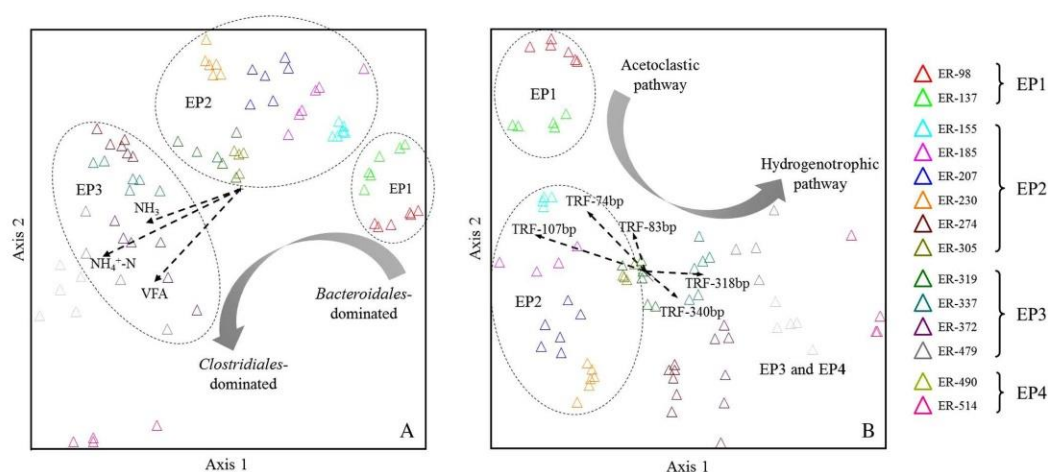 EP2
EP3
EP1
NH₃
NH₄⁺-N
VFA
Bacteroidales-
dominated
Clostridiales-
dominated
A
Axis 1
Axis 2
EP1
Acetoclastic
pathway
Hydrogenotrophic
pathway
TRF-74bp
TRF-107bp
TRF-83bp
TRF-318bp
TRF-340bp
EP2
EP3 and EP4
B
Axis 1
Axis 2
ER-98
ER-137
EP1
ER-155
ER-185
ER-207
ER-230
ER-274
ER-305
EP2
ER-319
ER-337
ER-372
ER-479
EP3
ER-490
ER-514
EP4